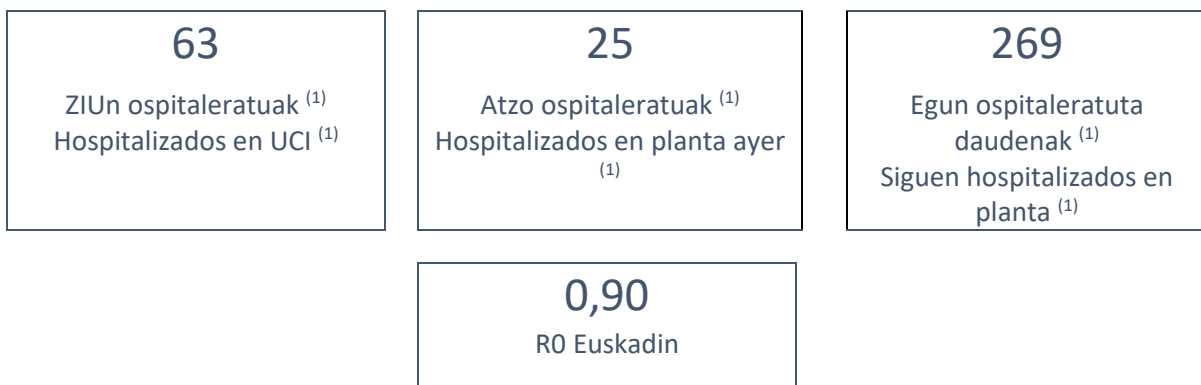 63
ZIUn ospitaleratuak (1)
Hospitalizados en UCI (1)
25
Atzo ospitaleratuak (1)
Hospitalizados en planta ayer
(1)
269
Egun ospitaleratuta
daudenak (1)
Siguen hospitalizados en
planta (1)
0,90
R0 Euskadin